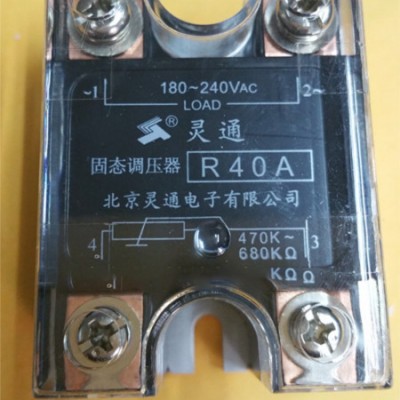 180~240VAC
~1 LOAD 2~
® 灵通
固态调压器 R40A
北京灵通电子有限公司
4 470K~ 3
680KΩ
KΩ Ω